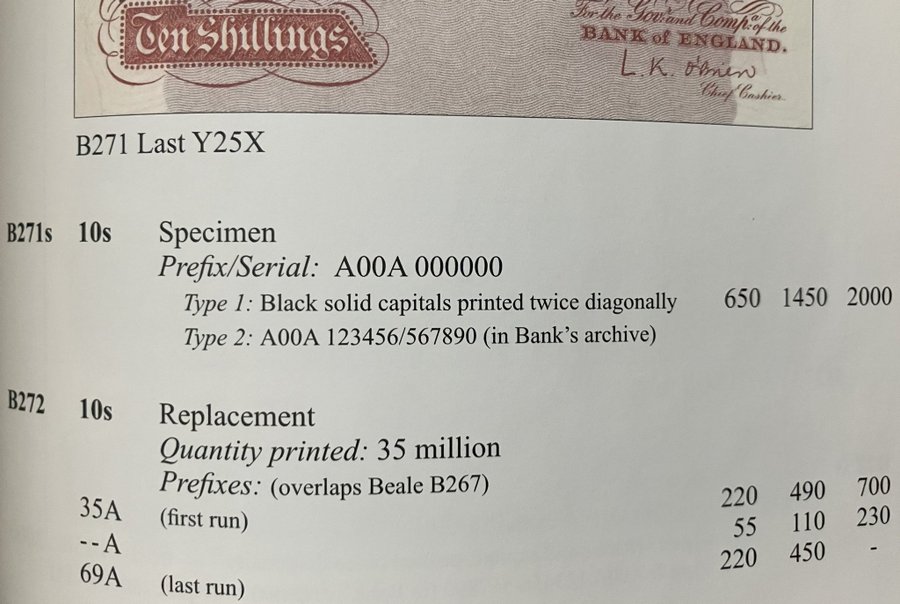 Ten Shillings
For the Govr. and Compa. of the
BANK of ENGLAND.
L.K. O'Brien
Chief Cashier.
B271 Last Y25X
B271s 10s Specimen
Prefix/Serial: A00A 000000
Type 1: Black solid capitals printed twice diagonally 650 1450 2000
Type 2: A00A 123456/567890 (in Bank's archive)
B272 10s Replacement
Quantity printed: 35 million
Prefixes: (overlaps Beale B267)
35A (first run) 220 490 700
--A 55 110 230
69A (last run) 220 450 -